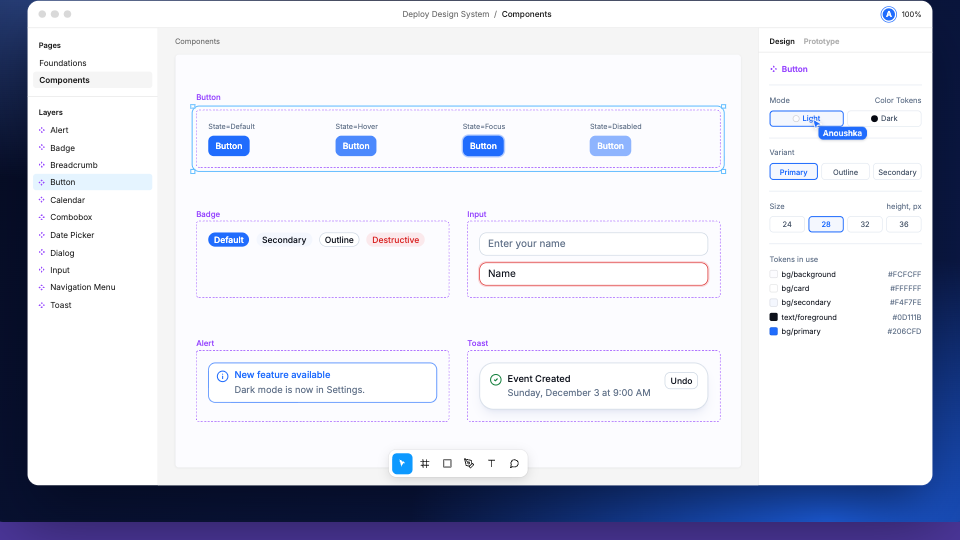 Deploy Design System / Components
A 100%
Pages
Foundations
Components
Layers
Alert
Badge
Breadcrumb
Button
Calendar
Combobox
Date Picker
Dialog
Input
Navigation Menu
Toast
Components
Button
State=Default State=Hover State=Focus State=Disabled
Button Button Button Button
Badge
Default Secondary Outline Destructive
Input
Enter your name
Name
Alert
New feature available
Dark mode is now in Settings.
Toast
Event Created
Sunday, December 3 at 9:00 AM
Undo
T
Design Prototype
Button
Mode Color Tokens
Light Dark
Anoushka
Variant
Primary Outline Secondary
Size height, px
24 28 32 36
Tokens in use
bg/background #FCFCFF
bg/card #FFFFFF
bg/secondary #F4F7FE
text/foreground #0D111B
bg/primary #206CFD